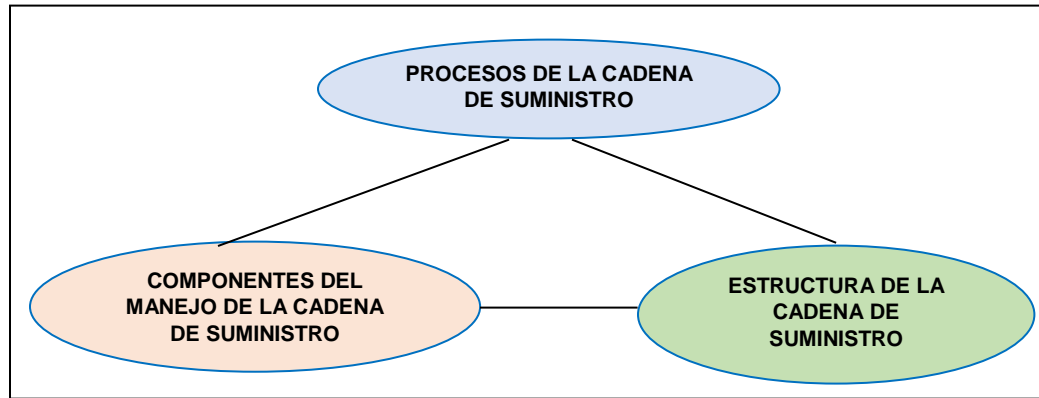 PROCESOS DE LA CADENA
DE SUMINISTRO
COMPONENTES DEL
MANEJO DE LA CADENA
DE SUMINISTRO
ESTRUCTURA DE LA
CADENA DE
SUMINISTRO